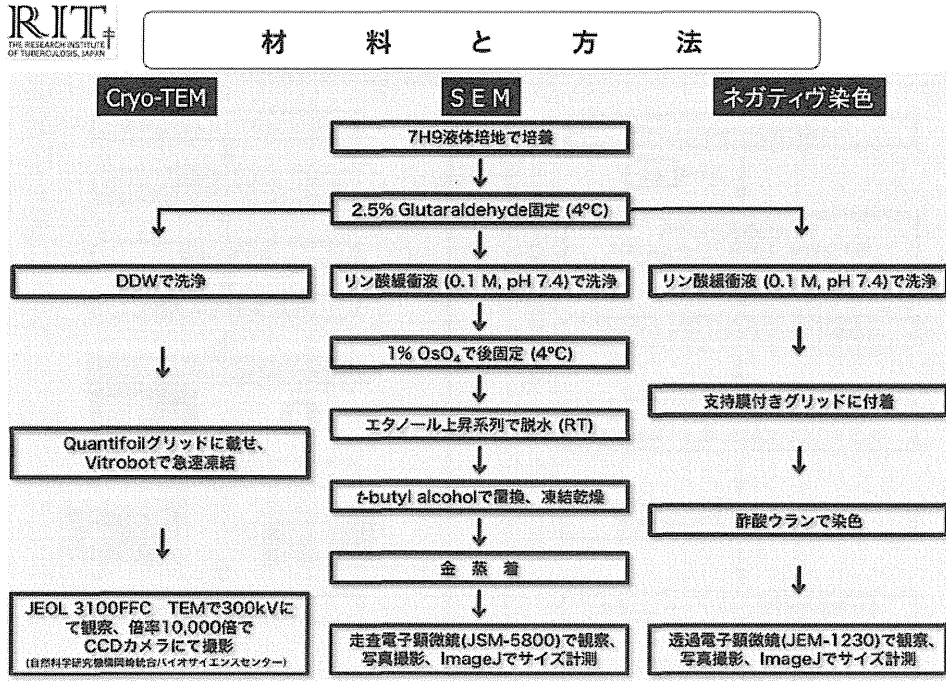 RIT
THE RESEARCH INSTITUTE
OF TUBERCULOSIS, JAPAN
材料と方法
Cryo-TEM
SEM
ネガティヴ染色
7H9液体培地で培養
2.5% Glutaraldehyde固定 (4℃)
DDWで洗浄
リン酸緩衝液 (0.1 M, pH 7.4)で洗浄
リン酸緩衝液 (0.1 M, pH 7.4)で洗浄
1% OsO₄で後固定 (4℃)
支持膜付きグリッドに付着
エタノール上昇系列で脱水 (RT)
Quantifoilグリッドに載せ、
Vitrobotで急速凍結
t-butyl alcoholで置換、凍結乾燥
酢酸ウランで染色
金 蒸 着
JEOL 3100FFC TEMで300kVに
て観察、倍率10,000倍で
CCDカメラにて撮影
(自然科学研究機構岡崎統合バイオサイエンスセンター)
走査電子顕微鏡(JSM-5800)で観察、
写真撮影、ImageJでサイズ計測
透過電子顕微鏡(JEM-1230)で観察、
写真撮影、ImageJでサイズ計測